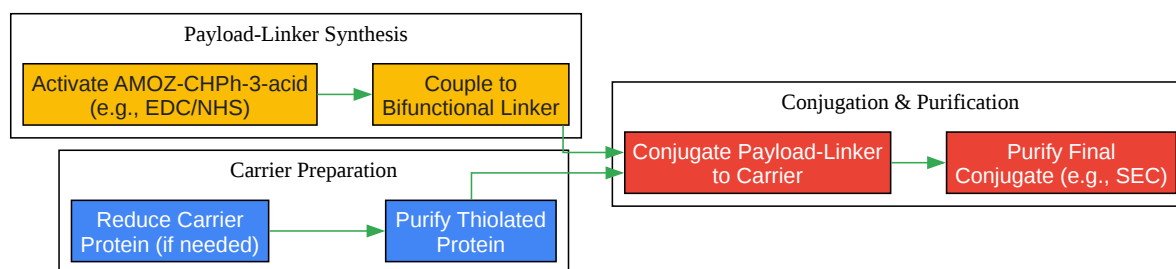 Payload-Linker Synthesis
Activate AMOZ-CHPh-3-acid
(e.g., EDC/NHS)
Couple to
Bifunctional Linker
Carrier Preparation
Reduce Carrier
Protein (if needed)
Purify Thiolated
Protein
Conjugation & Purification
Conjugate Payload-Linker
to Carrier
Purify Final
Conjugate (e.g., SEC)